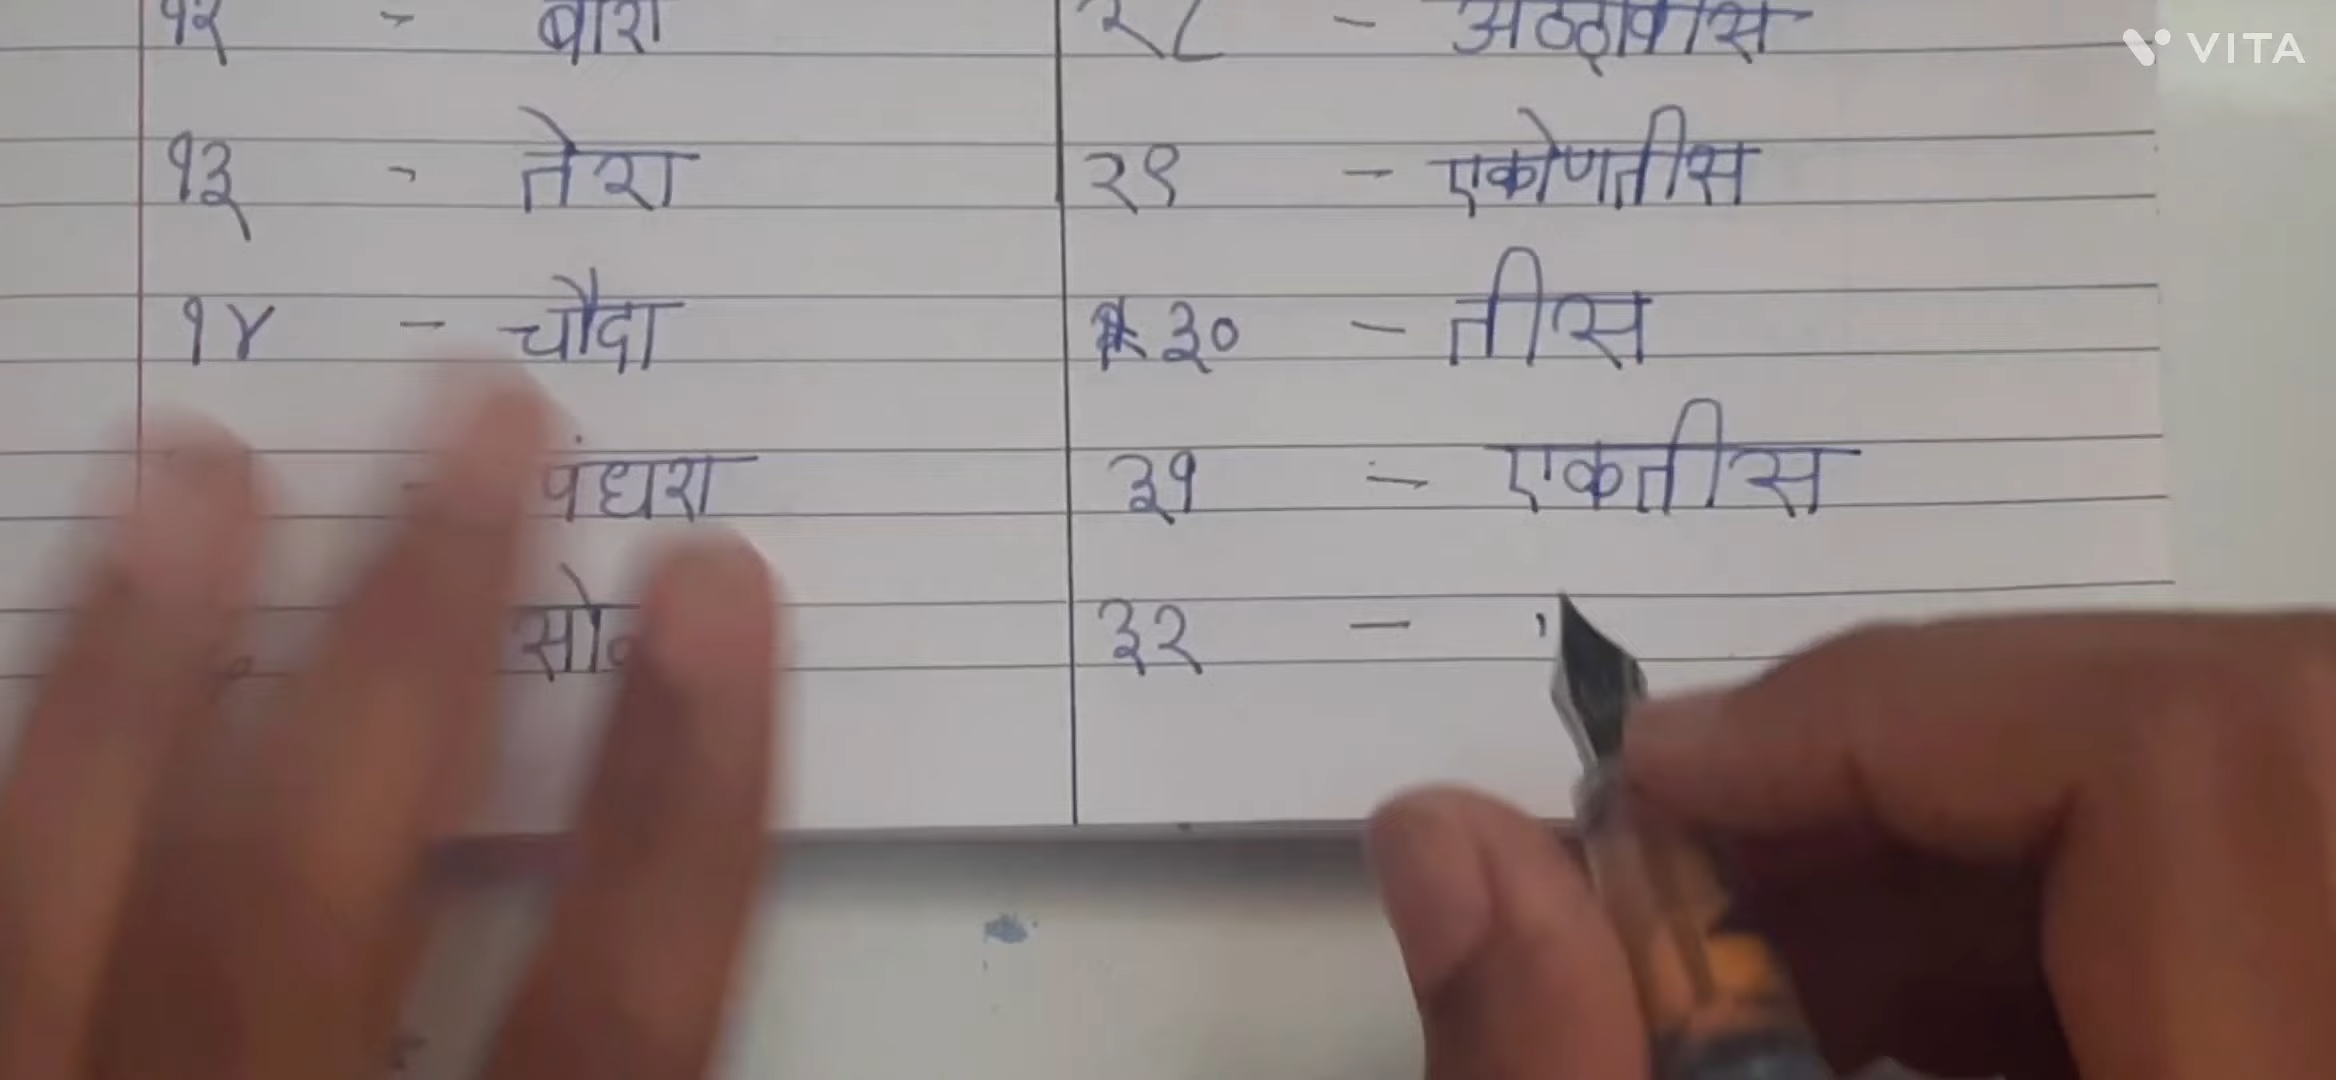 १२ - बारा
१३ - तेरा
१४ - चौदा
पंधरा
२८ - अठ्ठावीस
२९ - एकोणतीस
३० - तीस
३१ - एकतीस
३२ -
VITA